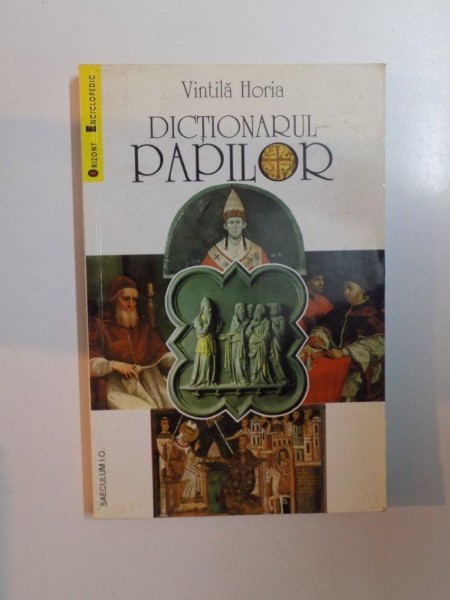 Vintilă Horia
DICȚIONARUL
PAPILOR
ORIZONT ENCICLOPEDIC
SAECULUM I.O.